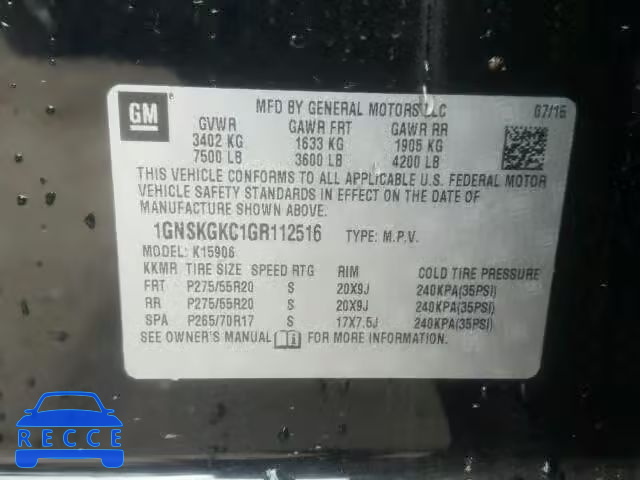 GM
MFD BY GENERAL MOTORS LLC 07/15
GVWR GAWR FRT GAWR RR
3402 KG 1633 KG 1905 KG
7500 LB 3600 LB 4200 LB
THIS VEHICLE CONFORMS TO ALL APPLICABLE U.S. FEDERAL MOTOR
VEHICLE SAFETY STANDARDS IN EFFECT ON THE DATE OF
MANUFACTURE SHOWN ABOVE.
1GNSKGKC1GR112516 TYPE: M.P.V.
MODEL: K15906
KKMR TIRE SIZE SPEED RTG RIM COLD TIRE PRESSURE
FRT P275/55R20 S 20X9J 240KPA(35PSI)
RR P275/55R20 S 20X9J 240KPA(35PSI)
SPA P265/70R17 S 17X7.5J 240KPA(35PSI)
SEE OWNER'S MANUAL FOR MORE INFORMATION.
RECCE